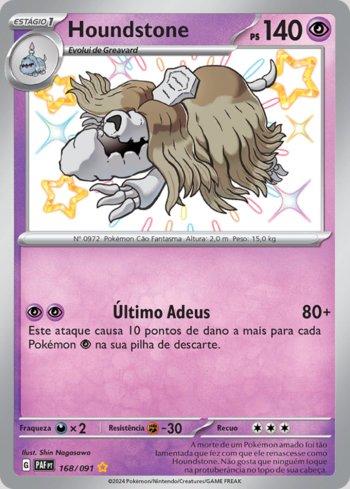 ESTÁGIO 1
Houndstone
PS 140
Evolui de Greavard
Nº 0972 Pokémon Cão Fantasma Altura: 2,0 m Peso: 15,0 kg
Último Adeus 80+
Este ataque causa 10 pontos de dano a mais para cada
Pokémon na sua pilha de descarte.
Fraqueza ×2 Resistência -30 Recuo
Ilust. Shin Nagasawa
G PAF PT 168/091
A morte de um Pokémon amado foi tão
lamentada que fez com que ele renascesse como
Houndstone. Não gosta que ninguém toque
na protuberância no topo de sua cabeça.
©2024 Pokémon/Nintendo/Creatures/GAME FREAK